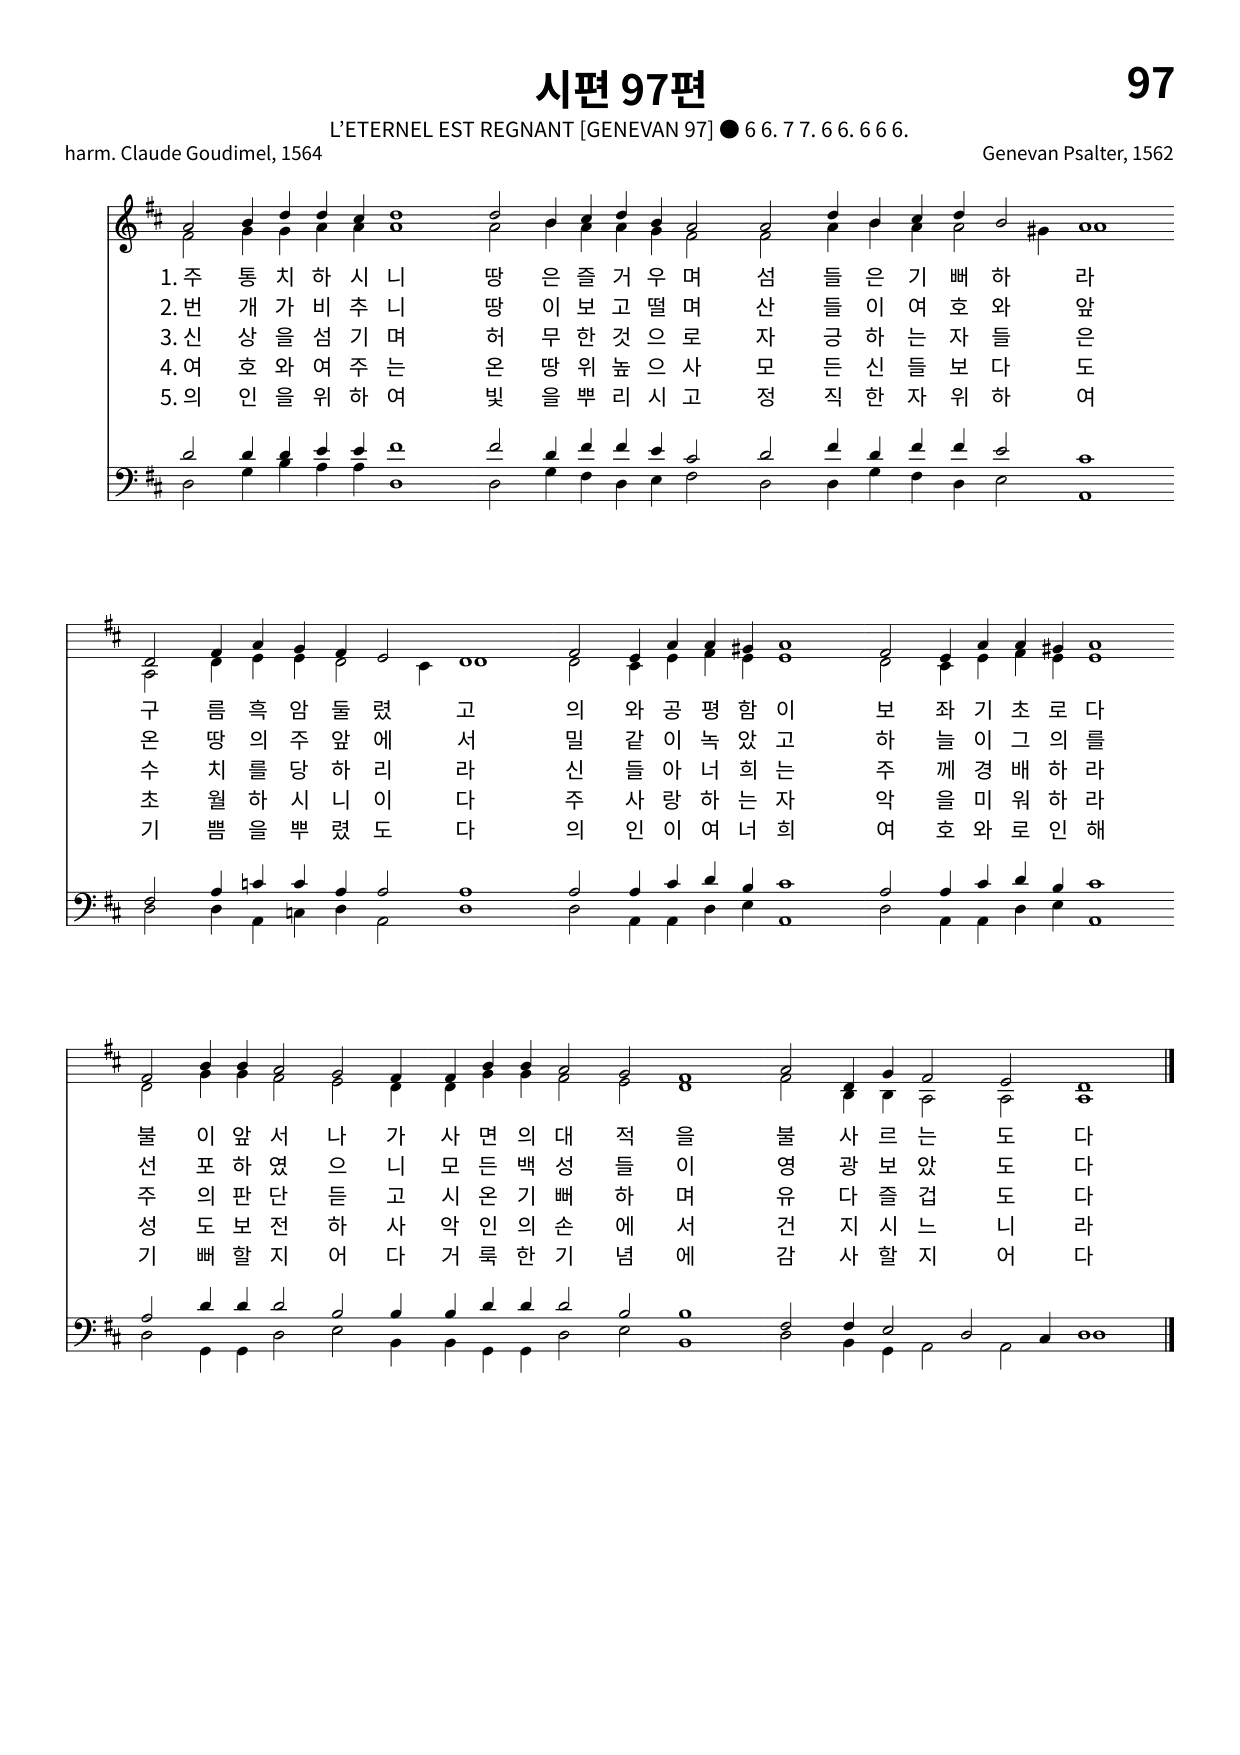 시편 97편
97
L’ETERNEL EST REGNANT [GENEVAN 97] ● 6 6. 7 7. 6 6. 6 6 6.
harm. Claude Goudimel, 1564
Genevan Psalter, 1562
1. 주 통 치 하 시 니 땅 은 즐 거 우 며 섬 들 은 기 뻐 하 라
2. 번 개 가 비 추 니 땅 이 보 고 떨 며 산 들 이 여 호 와 앞
3. 신 상 을 섬 기 며 허 무 한 것 으 로 자 긍 하 는 자 들 은
4. 여 호 와 여 주 는 온 땅 위 높 으 사 모 든 신 들 보 다 도
5. 의 인 을 위 하 여 빛 을 뿌 리 시 고 정 직 한 자 위 하 여
구 름 흑 암 둘 렸 고 의 와 공 평 함 이 보 좌 기 초 로 다
온 땅 의 주 앞 에 서 밀 같 이 녹 았 고 하 늘 이 그 의 를
수 치 를 당 하 리 라 신 들 아 너 희 는 주 께 경 배 하 라
초 월 하 시 니 이 다 주 사 랑 하 는 자 악 을 미 워 하 라
기 쁨 을 뿌 렸 도 다 의 인 이 여 너 희 여 호 와 로 인 해
불 이 앞 서 나 가 사 면 의 대 적 을 불 사 르 는 도 다
선 포 하 였 으 니 모 든 백 성 들 이 영 광 보 았 도 다
주 의 판 단 듣 고 시 온 기 뻐 하 며 유 다 즐 겁 도 다
성 도 보 전 하 사 악 인 의 손 에 서 건 지 시 느 니 라
기 뻐 할 지 어 다 거 룩 한 기 념 에 감 사 할 지 어 다